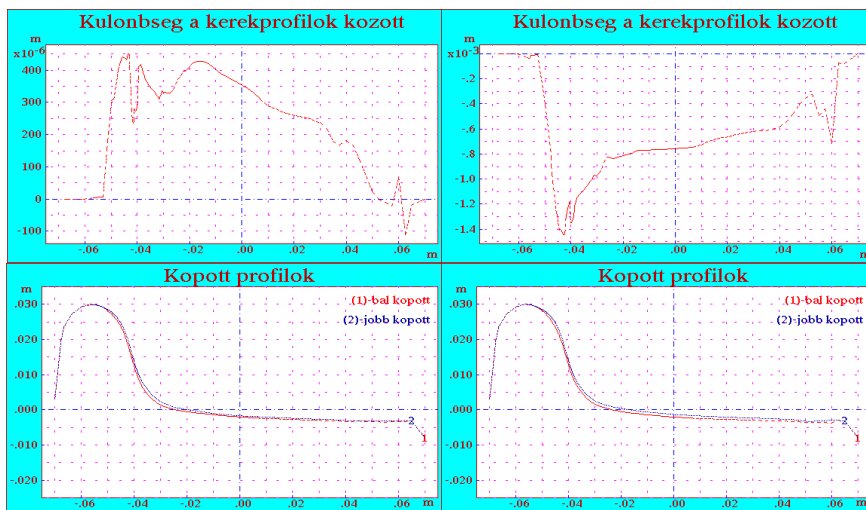 Kulonbseg a kerekprofilok kozott
m
x10-6
400
300
200
100
0
-100
-.06 -.04 -.02 .00 .02 .04 .06
m
Kulonbseg a kerekprofilok kozott
m
x10-3
-.2
-.4
-.6
-.8
-1.0
-1.2
-1.4
-.06 -.04 -.02 .00 .02 .04 .06
m
Kopott profilok
m
(1)-bal kopott
(2)-jobb kopott
.030
.020
.010
.000
-.010
-.020
2
1
-.06 -.04 -.02 .00 .02 .04 .06
m
Kopott profilok
m
(1)-bal kopott
(2)-jobb kopott
.030
.020
.010
.000
-.010
-.020
2
1
-.06 -.04 -.02 .00 .02 .04 .06
m